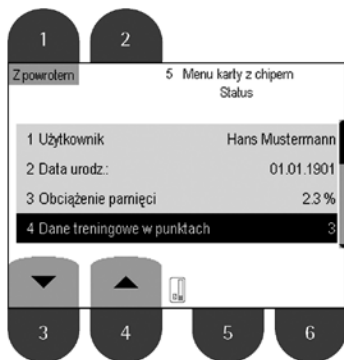 1
2
Z powrotem
5 Menu karty z chipem
Status
1 Użytkownik Hans Mustermann
2 Data urodz.: 01.01.1901
3 Obciążenie pamięci 2.3 %
4 Dane treningowe w punktach 3
3
4
5
6